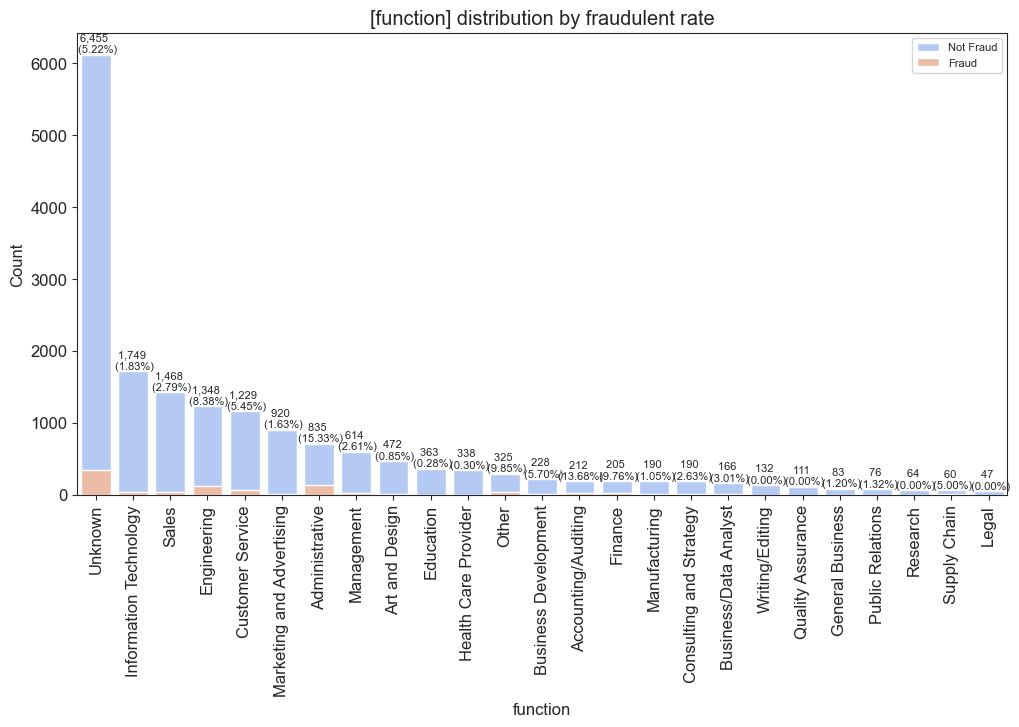 [function] distribution by fraudulent rate
Not Fraud
Fraud
Count
6000
5000
4000
3000
2000
1000
0
6,455
(5.22%)
1,749
(1.83%)
1,468
(2.79%)
1,348
(8.38%)
1,229
(5.45%)
920
(1.63%)
835
(15.33%)
614
(2.61%)
472
(0.85%)
363
(0.28%)
338
(0.30%)
325
(9.85%)
228
(5.70%)
212
(13.68%)
205
(9.76%)
190
(1.05%)
190
(2.63%)
166
(3.01%)
132
(0.00%)
111
(0.00%)
83
(1.20%)
76
(1.32%)
64
(0.00%)
60
(5.00%)
47
(0.00%)
Unknown
Information Technology
Sales
Engineering
Customer Service
Marketing and Advertising
Administrative
Management
Art and Design
Education
Health Care Provider
Other
Business Development
Accounting/Auditing
Finance
Manufacturing
Consulting and Strategy
Business/Data Analyst
Writing/Editing
Quality Assurance
General Business
Public Relations
Research
Supply Chain
Legal
function